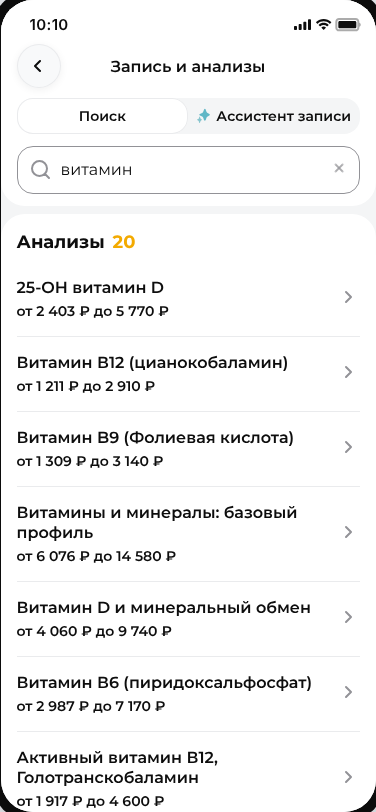 10:10
Запись и анализы
Поиск
Ассистент записи
витамин
Анализы 20
25-OH витамин D
от 2 403 ₽ до 5 770 ₽
Витамин B12 (цианокобаламин)
от 1 211 ₽ до 2 910 ₽
Витамин B9 (Фолиевая кислота)
от 1 309 ₽ до 3 140 ₽
Витамины и минералы: базовый
профиль
от 6 076 ₽ до 14 580 ₽
Витамин D и минеральный обмен
от 4 060 ₽ до 9 740 ₽
Витамин B6 (пиридоксальфосфат)
от 2 987 ₽ до 7 170 ₽
Активный витамин B12,
Голотранскобаламин
от 1 917 ₽ до 4 600 ₽